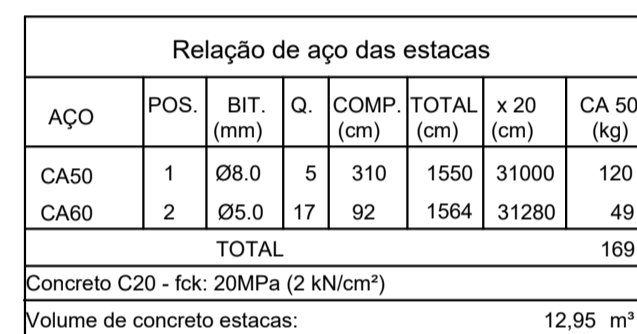 Relação de aço das estacas
AÇO POS. BIT. (mm) Q. COMP. (cm) TOTAL (cm) x 20 (cm) CA 50 (kg)
CA50 1 Ø8.0 5 310 1550 31000 120
CA60 2 Ø5.0 17 92 1564 31280 49
TOTAL 169
Concreto C20 - fck: 20MPa (2 kN/cm²)
Volume de concreto estacas: 12,95 m³